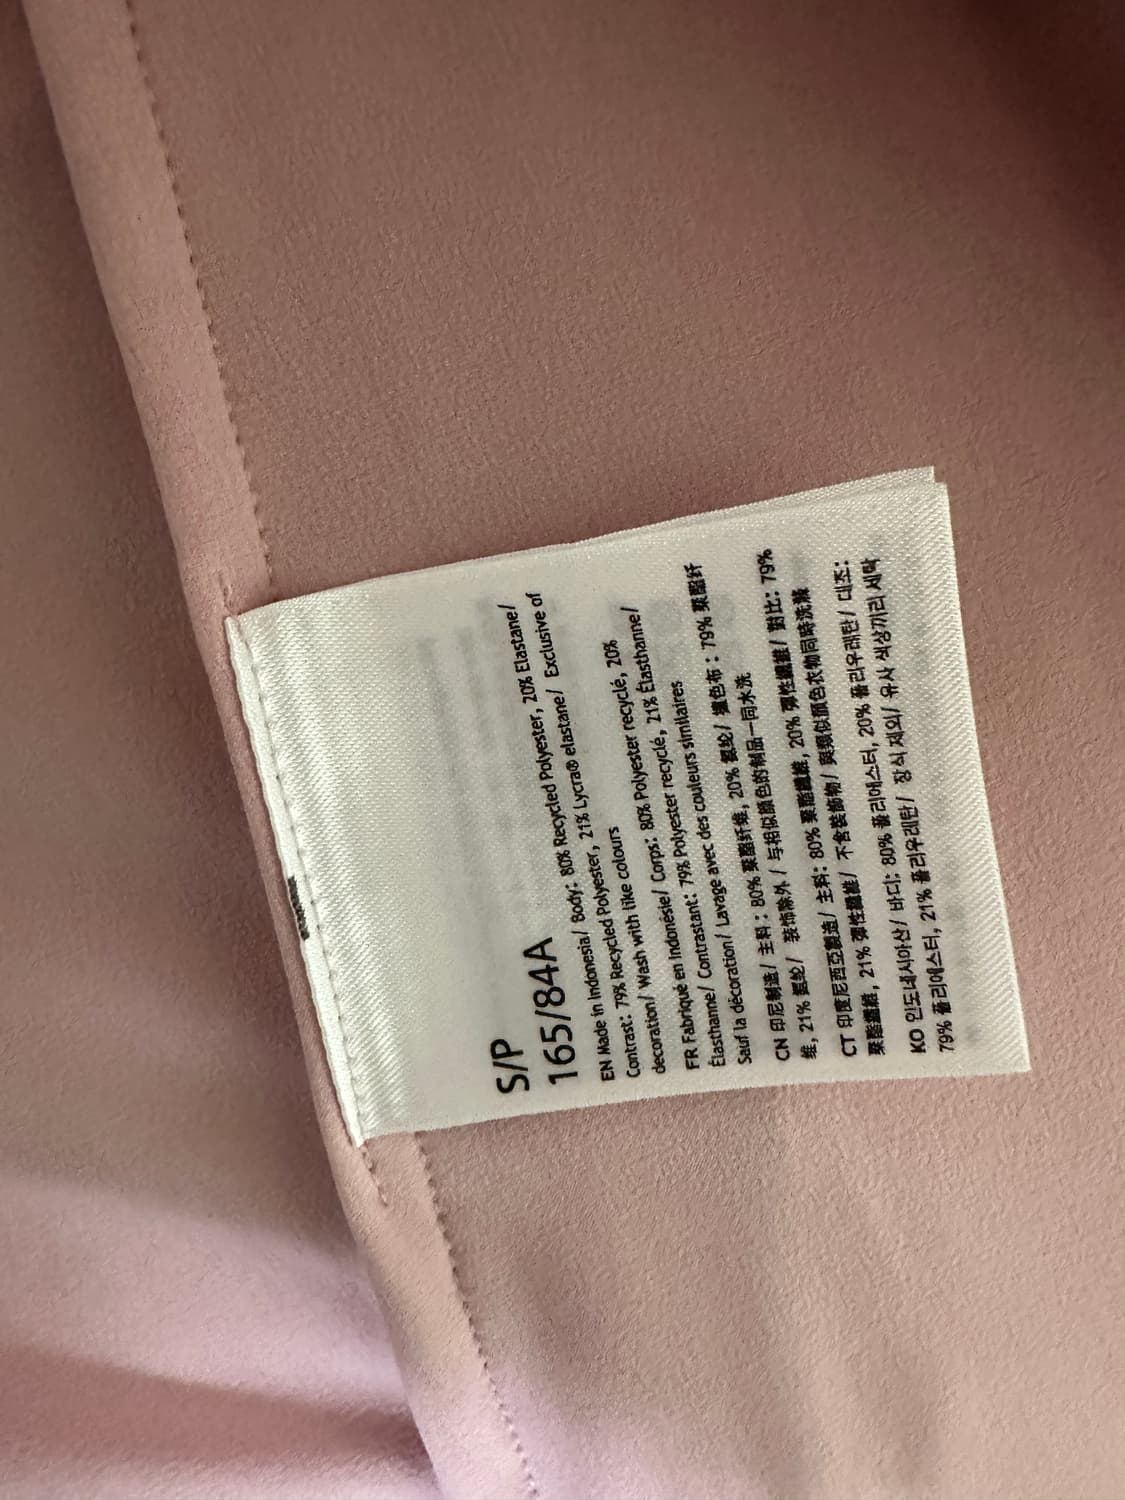 S/P
165/84A
EN Made in Indonesia/ Body: 80% Recycled Polyester, 20% Elastane/
Contrast: 79% Recycled Polyester, 21% Lycra® elastane/ Exclusive of
decoration/ Wash with like colours
FR Fabriqué en Indonésie/ Corps: 80% Polyester recyclé, 20%
Élasthanne/ Contrastant: 79% Polyester recyclé, 21% Élasthanne/
Sauf la décoration/ Lavage avec des couleurs similaires
CN 印尼制造/ 主料：80% 聚酯纤维, 20% 氨纶/ 撞色布：79% 聚酯纤
维, 21% 氨纶/ 装饰除外 / 与相似颜色的制品一同水洗
CT 印度尼西亞製造/ 主料: 80% 聚酯纖維, 20% 彈性纖維/ 對比: 79%
聚酯纖維, 21% 彈性纖維/ 不含裝飾物/ 與類似顏色衣物同時洗滌
KO 인도네시아산/ 바디: 80% 폴리에스터, 20% 폴리우레탄/ 대조:
79% 폴리에스터, 21% 폴리우레탄/ 장식 제외/ 유사 색상끼리 세탁